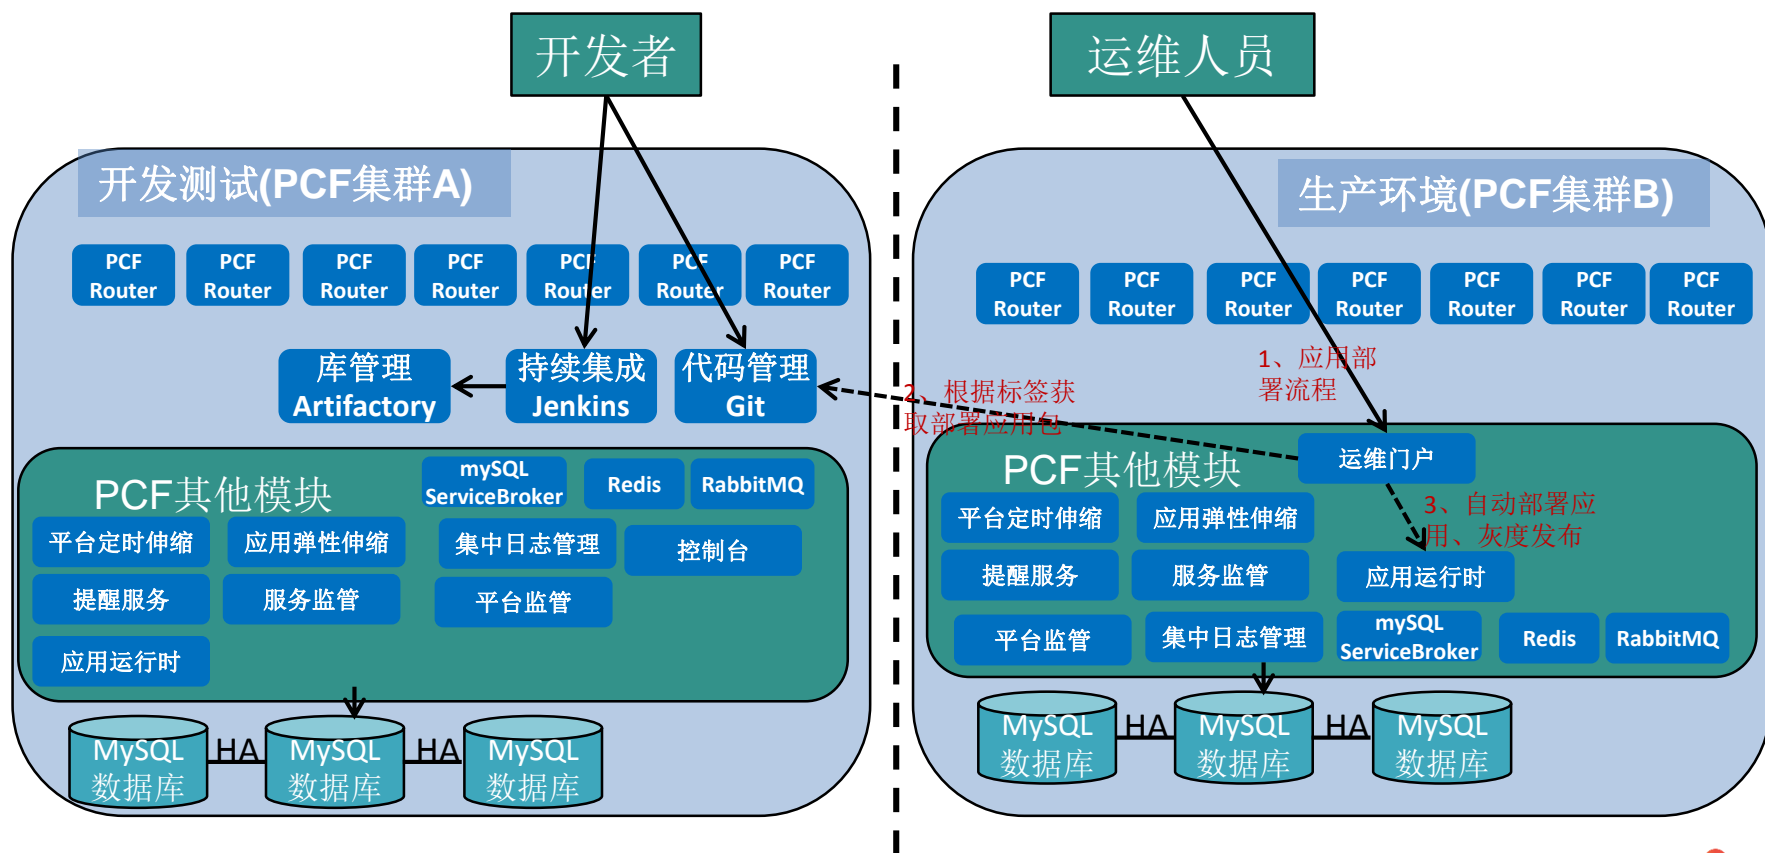 开发者
运维人员
开发测试(PCF集群A)
PCF
Router
PCF
Router
PCF
Router
PCF
Router
PCF
Router
PCF
Router
PCF
Router
库管理
Artifactory
持续集成
Jenkins
代码管理
Git
PCF其他模块
mySQL
ServiceBroker
Redis
RabbitMQ
平台定时伸缩
应用弹性伸缩
集中日志管理
控制台
提醒服务
服务监管
平台监管
应用运行时
MySQL
数据库
HA
MySQL
数据库
HA
MySQL
数据库
生产环境(PCF集群B)
PCF
Router
PCF
Router
PCF
Router
PCF
Router
PCF
Router
PCF
Router
PCF
Router
1、应用部
署流程
2、根据标签获
取部署应用包
PCF其他模块
运维门户
3、自动部署应
用、灰度发布
平台定时伸缩
应用弹性伸缩
提醒服务
服务监管
应用运行时
平台监管
集中日志管理
mySQL
ServiceBroker
Redis
RabbitMQ
MySQL
数据库
HA
MySQL
数据库
HA
MySQL
数据库